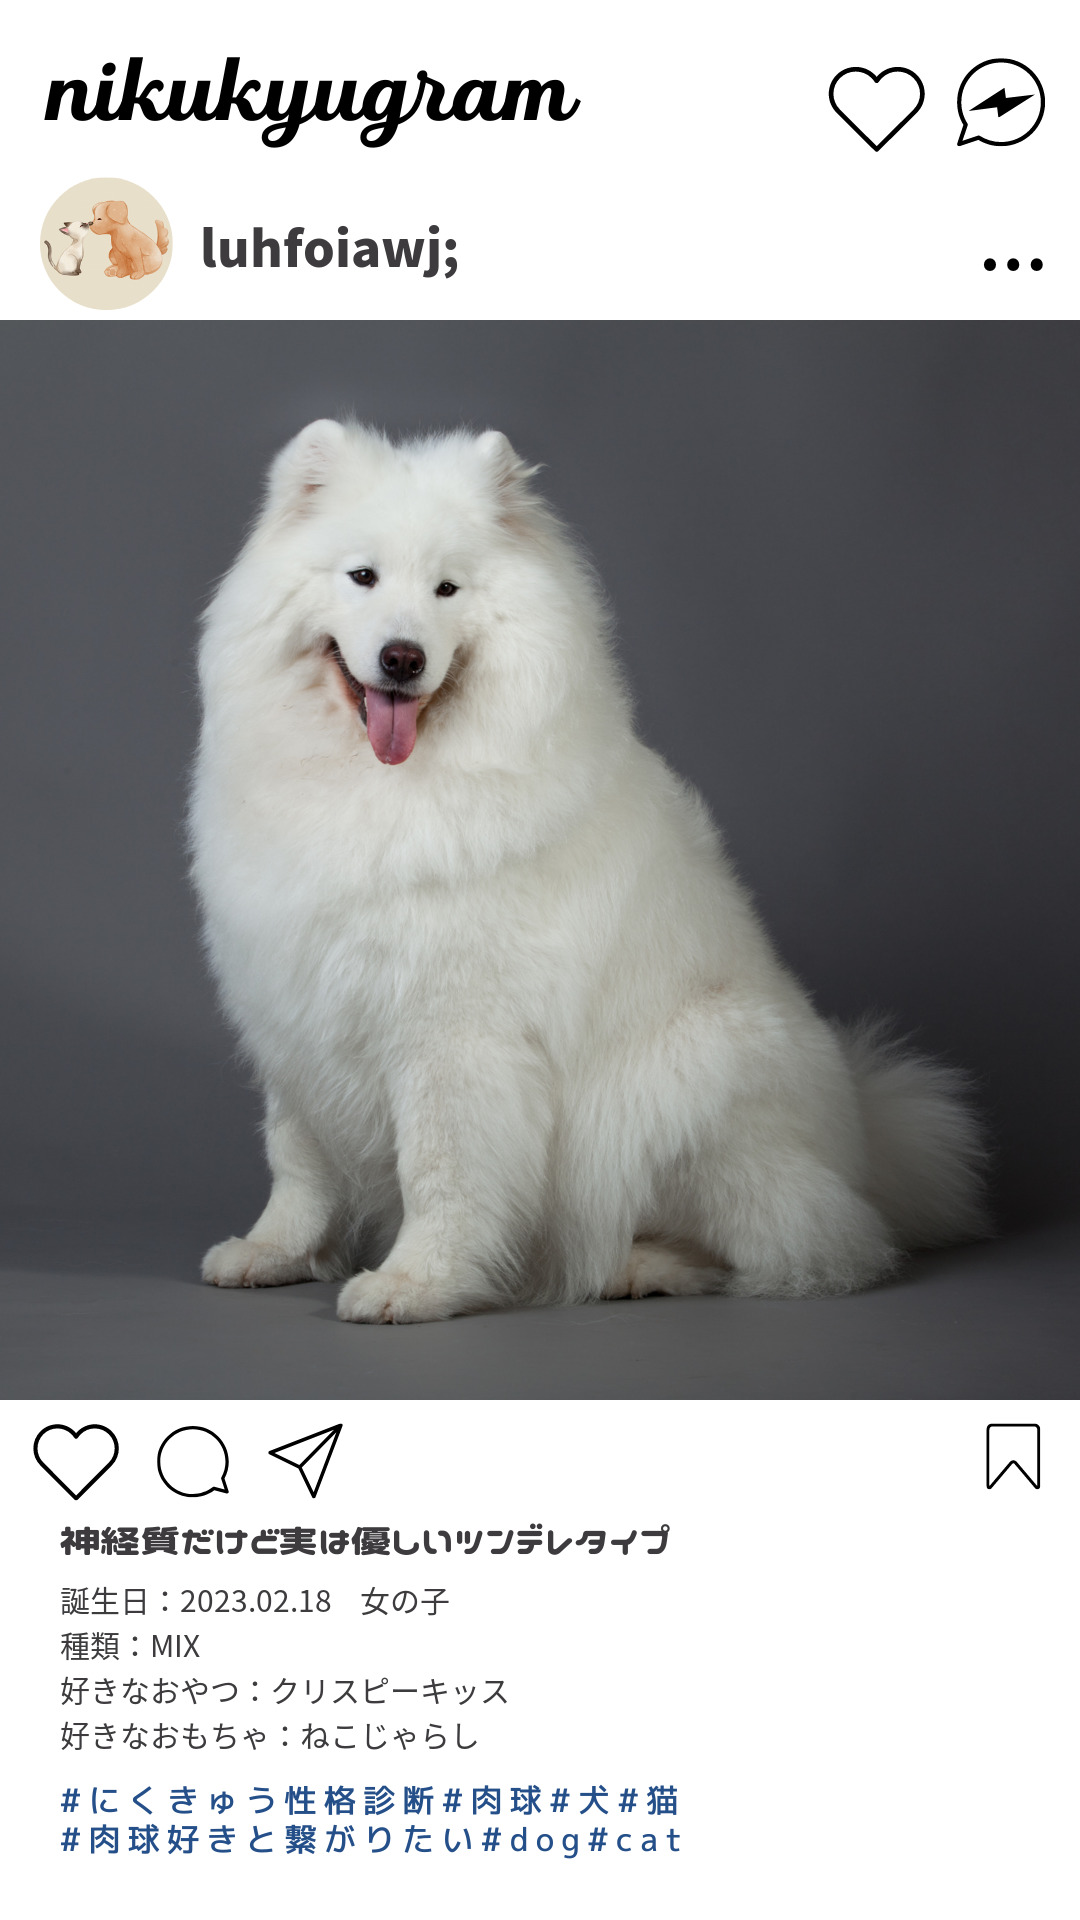 nikukyugram
luhfoiawj;
神経質だけど実は優しいツンデレタイプ
誕生日：2023.02.18　女の子
種類：MIX
好きなおやつ：クリスピーキッス
好きなおもちゃ：ねこじゃらし
#にくきゅう性格診断#肉球#犬#猫
#肉球好きと繋がりたい#dog#cat